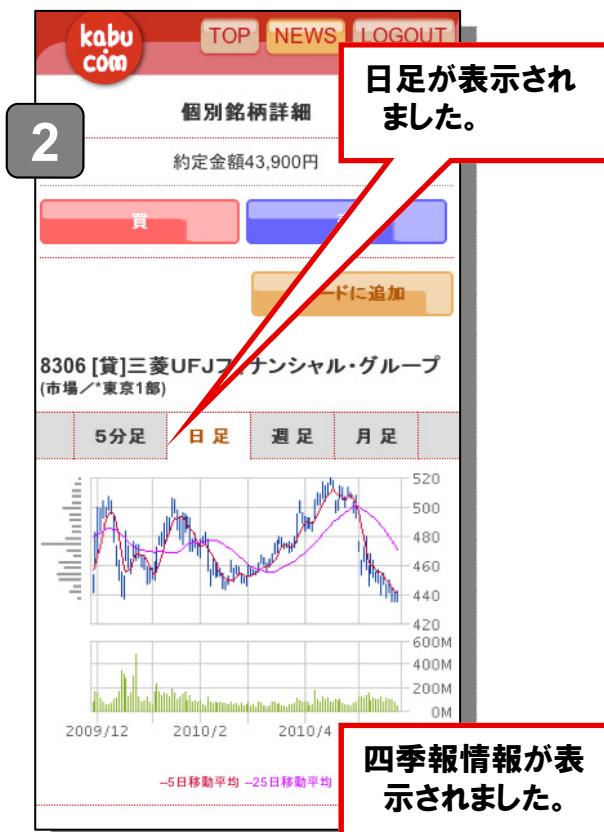 kabu
com
TOP
NEWS
LOGOUT
日足が表示され
ました。
2
個別銘柄詳細
約定金額43,900円
買
ードに追加
8306 [貸]三菱UFJフィナンシャル・グループ
(市場／*東京1部)
5分足
日足
週足
月足
520
500
480
460
440
420
600M
400M
200M
0M
2009/12
2010/2
2010/4
−5日移動平均 −25日移動平均
四季報情報が表
示されました。